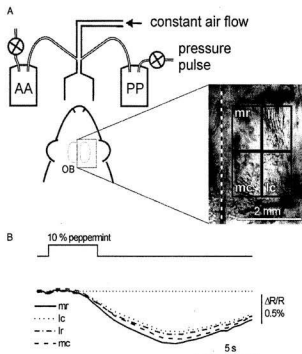 A
constant air flow
pressure
pulse
AA
PP
OB
mr
lr
mc
lc
2 mm
B
10 % peppermint
mr
lc
lr
mc
ΔR/R
0.5%
5 s